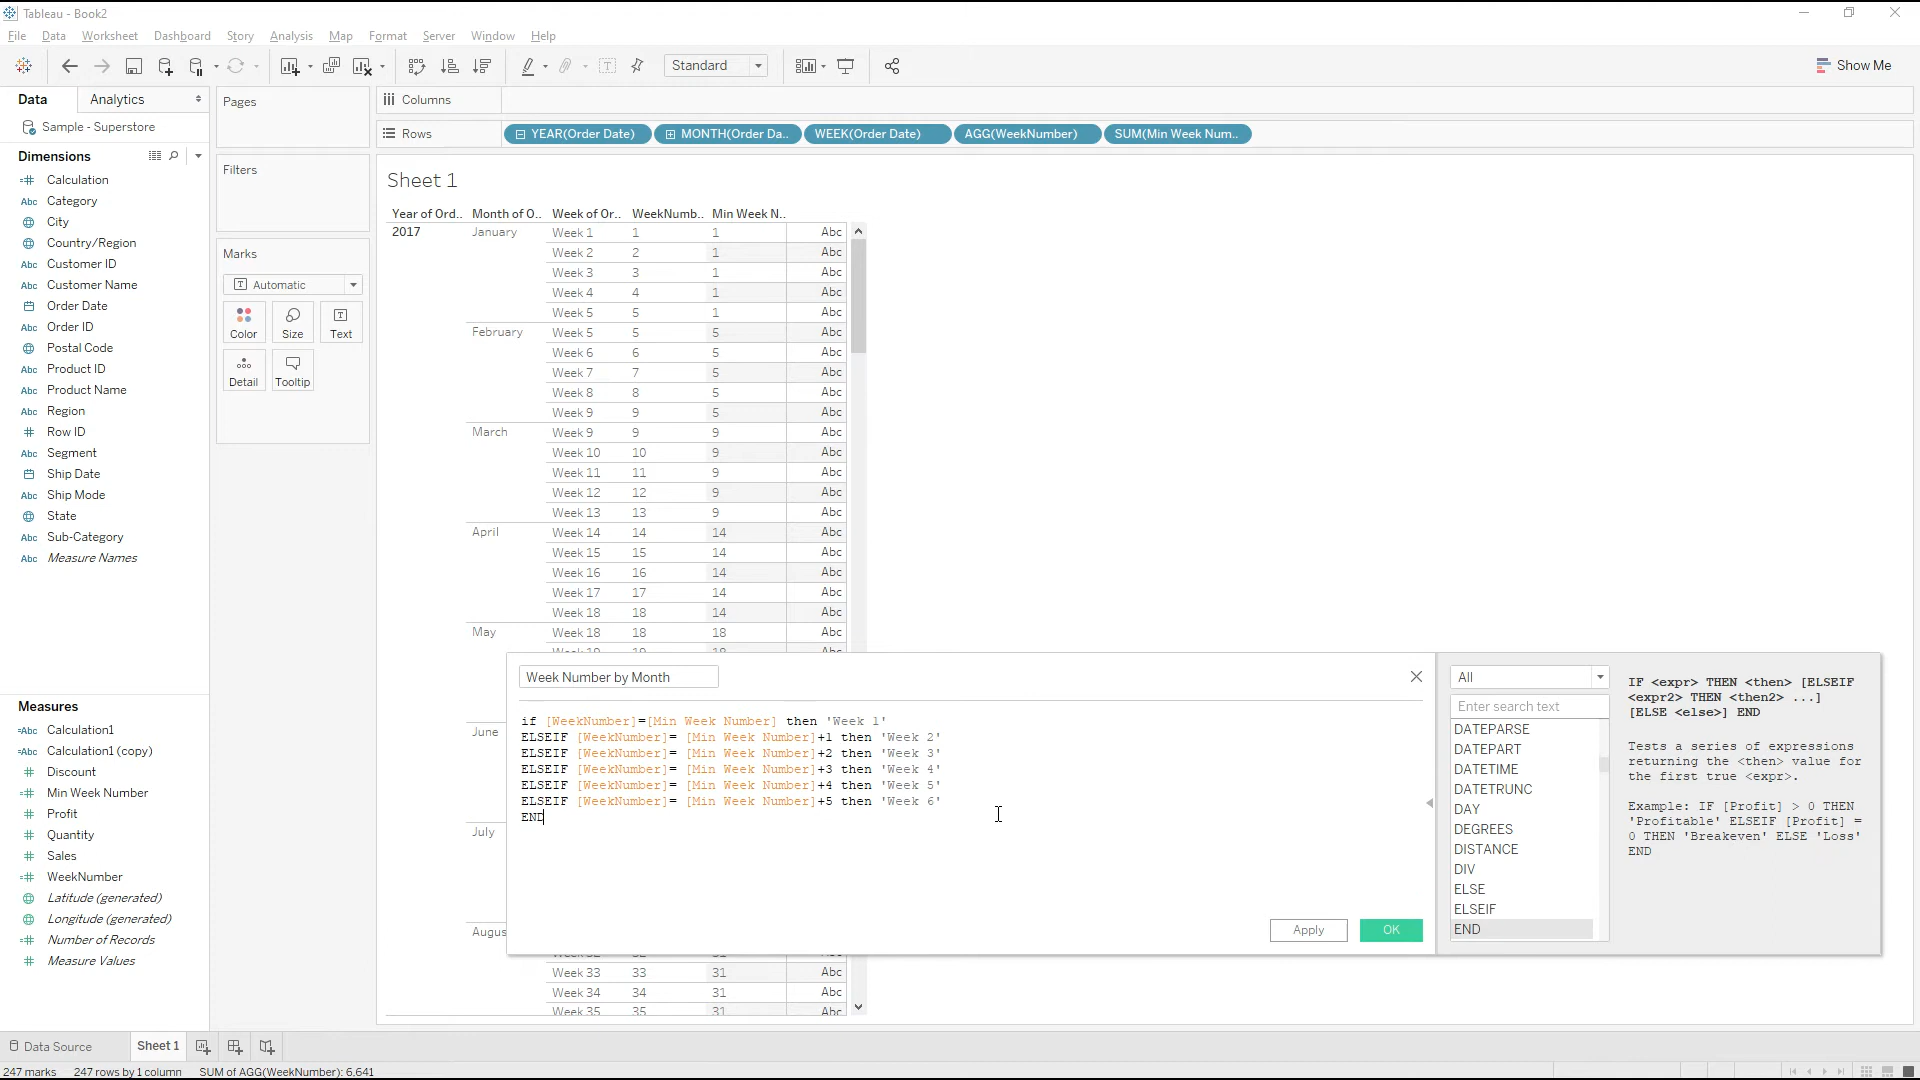 Tableau - Book2
File Data Worksheet Dashboard Story Analysis Map Format Server Window Help
Standard
Show Me
Data Analytics
Sample - Superstore
Dimensions
Calculation
Abc Category
City
Country/Region
Abc Customer ID
Abc Customer Name
Order Date
Abc Order ID
Postal Code
Abc Product ID
Abc Product Name
Abc Region
Row ID
Abc Segment
Ship Date
Abc Ship Mode
State
Abc Sub-Category
Abc Measure Names
Measures
=Abc Calculation1
=Abc Calculation1 (copy)
# Discount
=# Min Week Number
# Profit
# Quantity
# Sales
=# WeekNumber
Latitude (generated)
Longitude (generated)
=# Number of Records
# Measure Values
Pages
Filters
Marks
Automatic
Color Size Text
Detail Tooltip
Columns
Rows YEAR(Order Date) MONTH(Order Da.. WEEK(Order Date) AGG(WeekNumber) SUM(Min Week Num..
Sheet 1
Year of Ord.. Month of O.. Week of Or.. WeekNumb.. Min Week N..
2017 January Week 1 1 1 Abc
Week 2 2 1 Abc
Week 3 3 1 Abc
Week 4 4 1 Abc
Week 5 5 1 Abc
February Week 5 5 5 Abc
Week 6 6 5 Abc
Week 7 7 5 Abc
Week 8 8 5 Abc
Week 9 9 5 Abc
March Week 9 9 9 Abc
Week 10 10 9 Abc
Week 11 11 9 Abc
Week 12 12 9 Abc
Week 13 13 9 Abc
April Week 14 14 14 Abc
Week 15 15 14 Abc
Week 16 16 14 Abc
Week 17 17 14 Abc
Week 18 18 14 Abc
May Week 18 18 18 Abc
June
July
Augus
Week 33 33 31 Abc
Week 34 34 31 Abc
Week 35 35 31 Abc
Week Number by Month
if [WeekNumber]=[Min Week Number] then 'Week 1'
ELSEIF [WeekNumber]= [Min Week Number]+1 then 'Week 2'
ELSEIF [WeekNumber]= [Min Week Number]+2 then 'Week 3'
ELSEIF [WeekNumber]= [Min Week Number]+3 then 'Week 4'
ELSEIF [WeekNumber]= [Min Week Number]+4 then 'Week 5'
ELSEIF [WeekNumber]= [Min Week Number]+5 then 'Week 6'
END
Apply OK
All
Enter search text
DATEPARSE
DATEPART
DATETIME
DATETRUNC
DAY
DEGREES
DISTANCE
DIV
ELSE
ELSEIF
END
IF <expr> THEN <then> [ELSEIF
<expr2> THEN <then2> ...]
[ELSE <else>] END
Tests a series of expressions
returning the <then> value for
the first true <expr>.
Example: IF [Profit] > 0 THEN
'Profitable' ELSEIF [Profit] =
0 THEN 'Breakeven' ELSE 'Loss'
END
Data Source Sheet 1
247 marks 247 rows by 1 column SUM of AGG(WeekNumber): 6,641